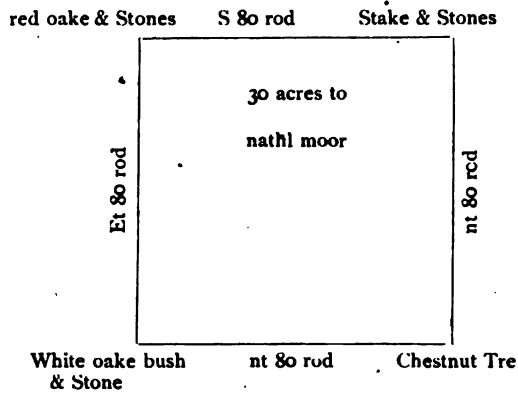 red oake & Stones S 80 rod Stake & Stones
30 acres to
nathl moor
Et 80 rod
nt 80 rod
White oake bush nt 80 rod Chestnut Tre
& Stone